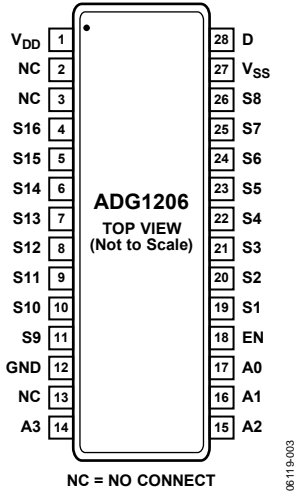 VDD 1 28 D
NC 2 27 VSS
NC 3 26 S8
S16 4 25 S7
S15 5 24 S6
S14 6 23 S5
S13 7 22 S4
S12 8 21 S3
S11 9 20 S2
S10 10 19 S1
S9 11 18 EN
GND 12 17 A0
NC 13 16 A1
A3 14 15 A2
ADG1206
TOP VIEW
(Not to Scale)
NC = NO CONNECT
06119-003